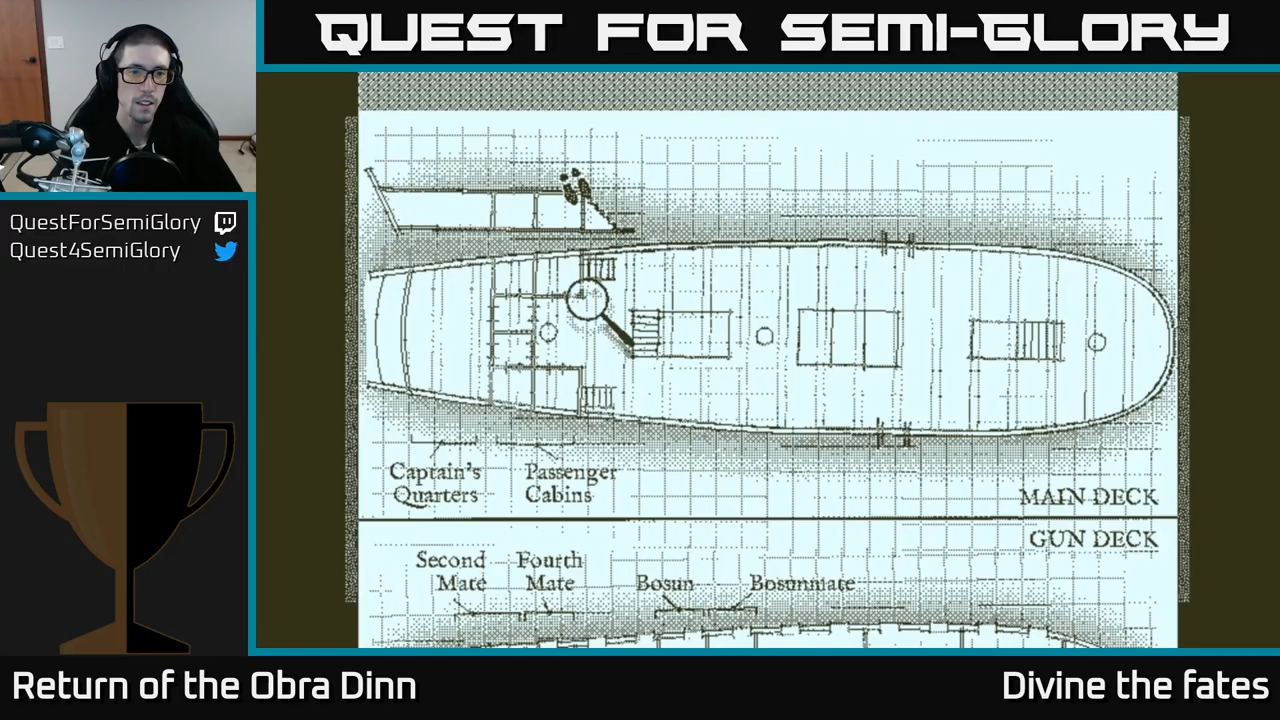 QUEST FOR SEMI-GLORY
QuestForSemiGlory
Quest4SemiGlory
Captain's
Quarters
Passenger
Cabins
MAIN DECK
GUN DECK
Second
Mate
Fourth
Mate
Bosun
Bosunmate
Return of the Obra Dinn
Divine the fates